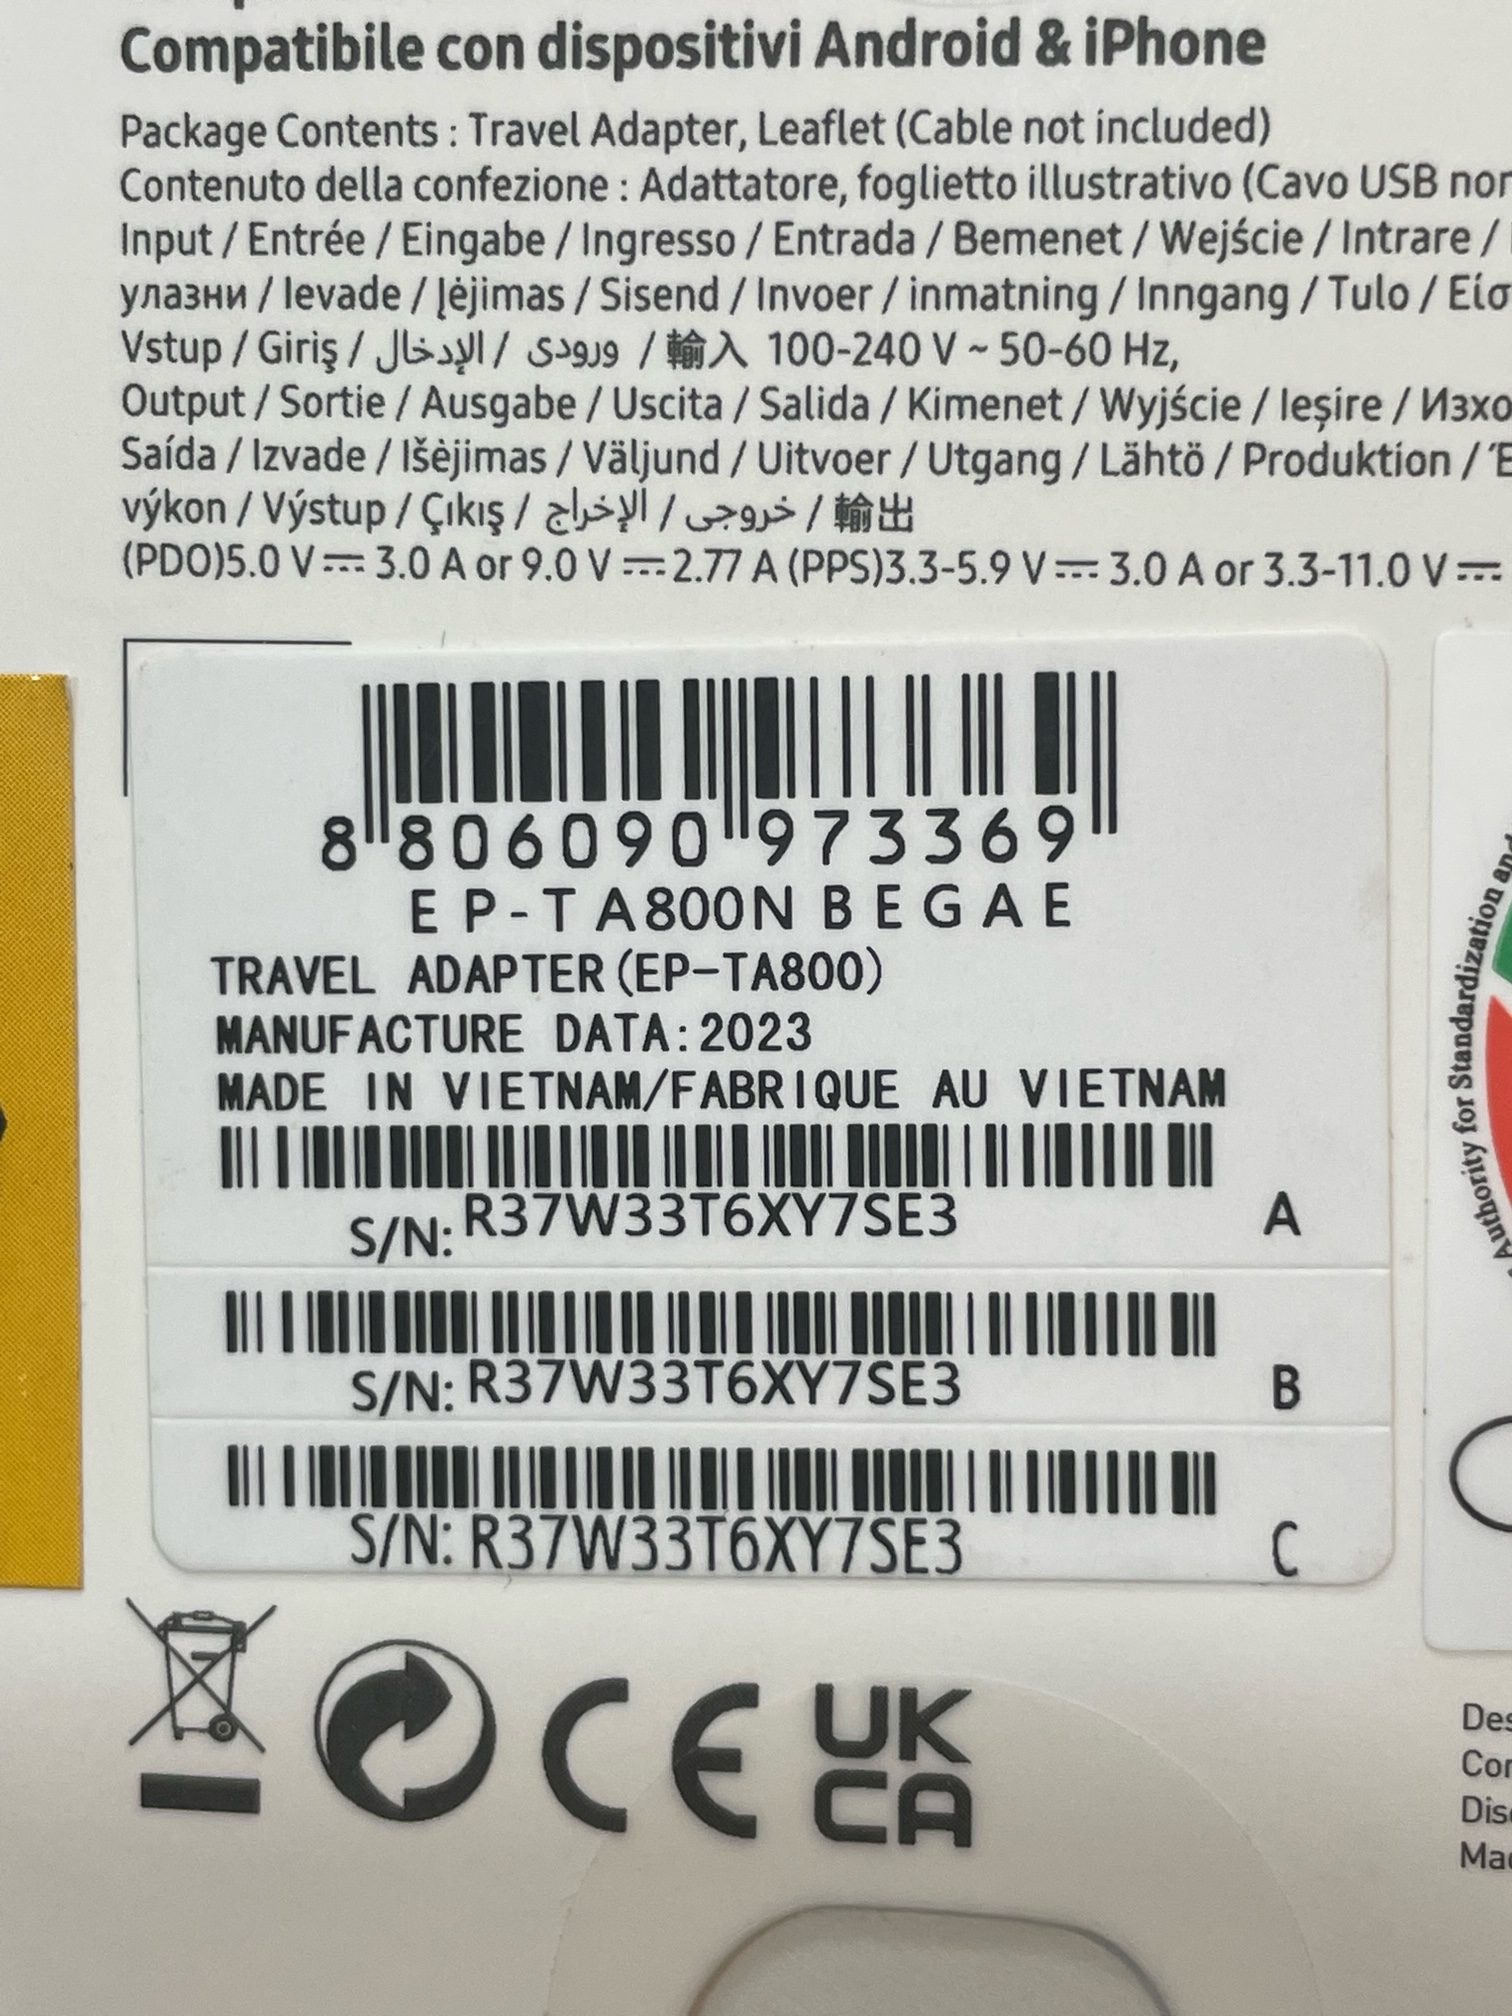 Compatibile con dispositivi Android & iPhone
Package Contents : Travel Adapter, Leaflet (Cable not included)
Contenuto della confezione : Adattatore, foglietto illustrativo (Cavo USB
Input / Entrée / Eingabe / Ingresso / Entrada / Bemenet / Wejście / Intrare /
улазни / Ievade / Įėjimas / Sisend / Invoer / inmatning / Inngang / Tulo /
Vstup / Giriş / الإدخال / ورودی / 輸入 100-240 V ~ 50-60 Hz,
Output / Sortie / Ausgabe / Uscita / Salida / Kimenet / Wyjście / Ieșire /
Saída / Izvade / Išėjimas / Väljund / Uitvoer / Utgang / Lähtö / Produktion /
výkon / Výstup / Çıkış / الإخراج / خروجی / 輸出
(PDO)5.0 V⎓3.0 A or 9.0 V⎓2.77 A (PPS)3.3-5.9 V⎓3.0 A or 3.3-11.0 V⎓
8 806090 973369
EP-TA800NBEGAE
TRAVEL ADAPTER(EP-TA800)
MANUFACTURE DATA:2023
MADE IN VIETNAM/FABRIQUE AU VIETNAM
S/N: R37W33T6XY7SE3 A
S/N: R37W33T6XY7SE3 B
S/N: R37W33T6XY7SE3 C
CE UK
CA
Authority for Standardization and